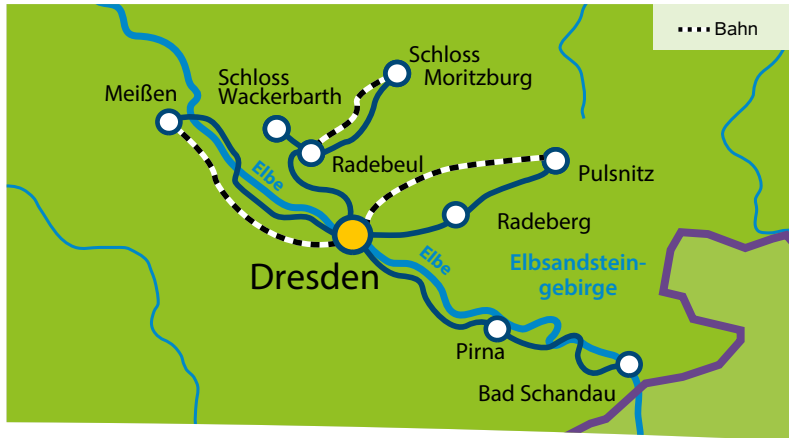 Bahn
Schloss
Moritzburg
Schloss
Wackerbarth
Meißen
Radebeul
Elbe
Pulsnitz
Radeberg
Dresden
Elbe
Elbsandstein-
gebirge
Pirna
Bad Schandau